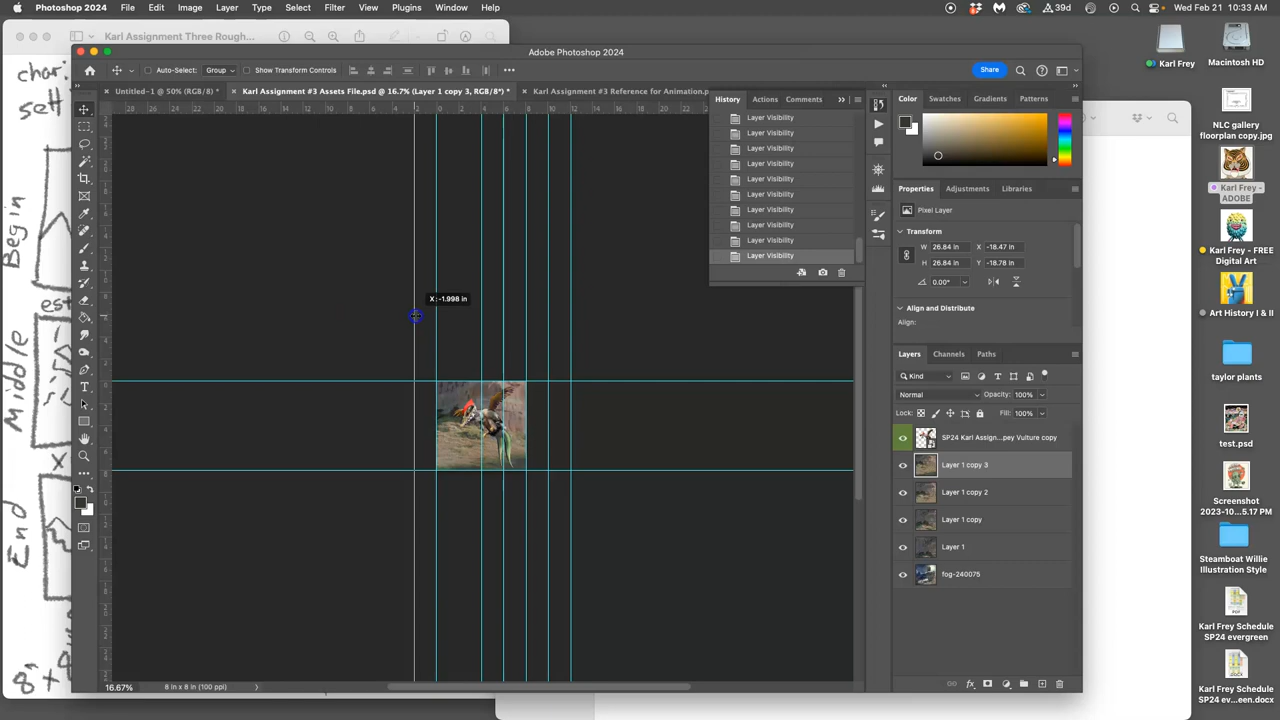 Photoshop 2024 File Edit Image Layer Type Select Filter View Plugins Window Help
39d
Wed Feb 21 10:33 AM
Karl Assignment Three Rough...
Adobe Photoshop 2024
Auto-Select: Group Show Transform Controls
Share
Untitled-1 @ 50% (RGB/8) *
Karl Assignment #3 Assets File.psd @ 16.7% (Layer 1 copy 3, RGB/8*) *
Karl Assignment #3 Reference for Animation.p
History Actions Comments
Layer Visibility
Layer Visibility
Layer Visibility
Layer Visibility
Layer Visibility
Layer Visibility
Layer Visibility
Layer Visibility
Layer Visibility
Layer Visibility
X: -1.998 in
Color Swatches Gradients Patterns
Properties Adjustments Libraries
Pixel Layer
Transform
W 26.84 in X -18.47 in
H 26.84 in Y -18.78 in
0.00°
Align and Distribute
Align:
Layers Channels Paths
Kind
Normal Opacity: 100%
Lock: Fill: 100%
SP24 Karl Assign...pey Vulture copy
Layer 1 copy 3
Layer 1 copy 2
Layer 1 copy
Layer 1
fog-240075
16.67% 8 in x 8 in (100 ppi)
Begin
Middle
End
Karl Frey
Macintosh HD
NLC gallery
floorplan copy.jpg
Karl Frey -
ADOBE
Karl Frey - FREE
Digital Art
Art History I & II
taylor plants
test.psd
Screenshot
2023-10...5.17 PM
Steamboat Willie
Illustration Style
Karl Frey Schedule
SP24 evergreen
Karl Frey Schedule
SP24 ev...een.docx